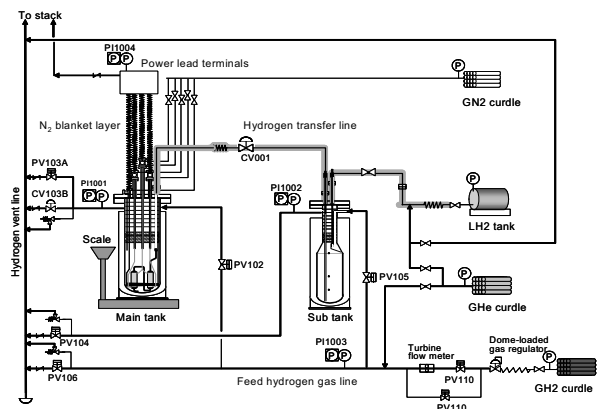 To stack
PI1004
P
P
Power lead terminals
P
GN2 curdle
N2 blanket layer
Hydrogen transfer line
CV001
PV103A
CV103B
PI1001
P
P
PI1002
P
P
P
LH2 tank
Hydrogen vent line
Scale
PV102
PV105
P
GHe curdle
Main tank
Sub tank
PV104
PI1003
P
P
Turbine
flow meter
Dome-loaded
gas regulator
P
PV106
Feed hydrogen gas line
PV110
GH2 curdle
PV110